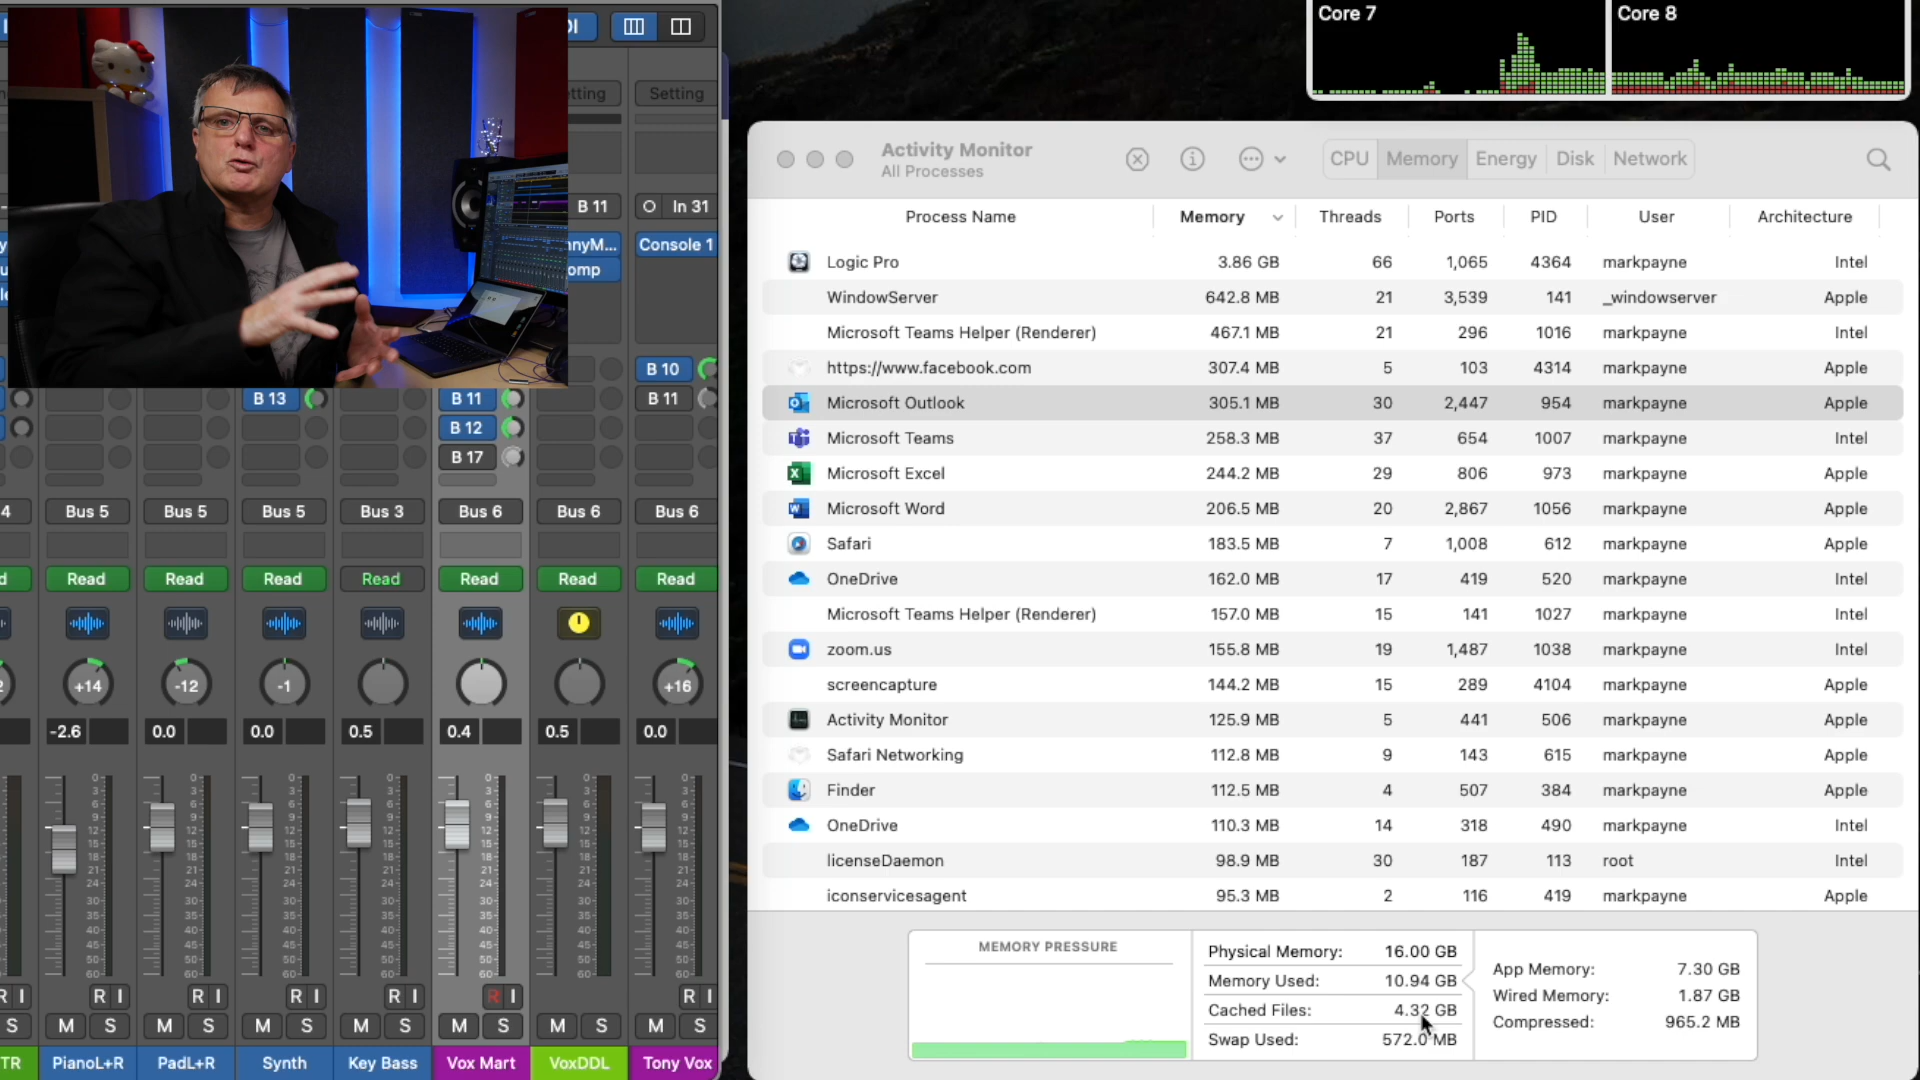 Core 7
Core 8
Setting
B 11
In 31
Console 1
Activity Monitor
All Processes
CPU Memory Energy Disk Network
Process Name Memory Threads Ports PID User Architecture
Logic Pro 3.86 GB 66 1,065 4364 markpayne Intel
WindowServer 642.8 MB 21 3,539 141 _windowserver Apple
Microsoft Teams Helper (Renderer) 467.1 MB 21 296 1016 markpayne Intel
https://www.facebook.com 307.4 MB 5 103 4314 markpayne Apple
Microsoft Outlook 305.1 MB 30 2,447 954 markpayne Apple
Microsoft Teams 258.3 MB 37 654 1007 markpayne Intel
Microsoft Excel 244.2 MB 29 806 973 markpayne Apple
Microsoft Word 206.5 MB 20 2,867 1056 markpayne Apple
Safari 183.5 MB 7 1,008 612 markpayne Apple
OneDrive 162.0 MB 17 419 520 markpayne Intel
Microsoft Teams Helper (Renderer) 157.0 MB 15 141 1027 markpayne Intel
zoom.us 155.8 MB 19 1,487 1038 markpayne Intel
screencapture 144.2 MB 15 289 4104 markpayne Apple
Activity Monitor 125.9 MB 5 441 506 markpayne Apple
Safari Networking 112.8 MB 9 143 615 markpayne Apple
Finder 112.5 MB 4 507 384 markpayne Apple
OneDrive 110.3 MB 14 318 490 markpayne Intel
licenseDaemon 98.9 MB 30 187 113 root Intel
iconservicesagent 95.3 MB 2 116 419 markpayne Apple
MEMORY PRESSURE
Physical Memory: 16.00 GB
Memory Used: 10.94 GB
Cached Files: 4.32 GB
Swap Used: 572.0 MB
App Memory: 7.30 GB
Wired Memory: 1.87 GB
Compressed: 965.2 MB
B 10
B 13 B 11 B 11
B 12
B 17
Bus 5 Bus 5 Bus 5 Bus 3 Bus 6 Bus 6 Bus 6
Read Read Read Read Read Read Read
+14 -12 -1 +16
-2.6 0.0 0.0 0.5 0.4 0.5 0.0
R I R I R I R I R I R I R I
S M S M S M S M S M S M S M S
TR PianoL+R PadL+R Synth Key Bass Vox Mart VoxDDL Tony Vox